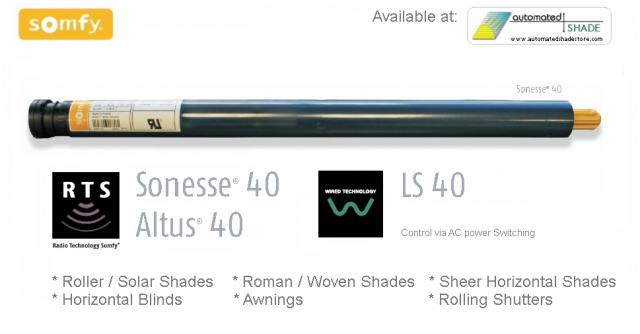 somfy.
Available at:
automated
SHADE
www.automatedshadestore.com
Sonesse® 40
somfy.
RTS
Radio Technology Somfy®
Sonesse® 40
Altus® 40
WIRED TECHNOLOGY
LS 40
Control via AC power Switching
* Roller / Solar Shades
* Roman / Woven Shades
* Sheer Horizontal Shades
* Horizontal Blinds
* Awnings
* Rolling Shutters